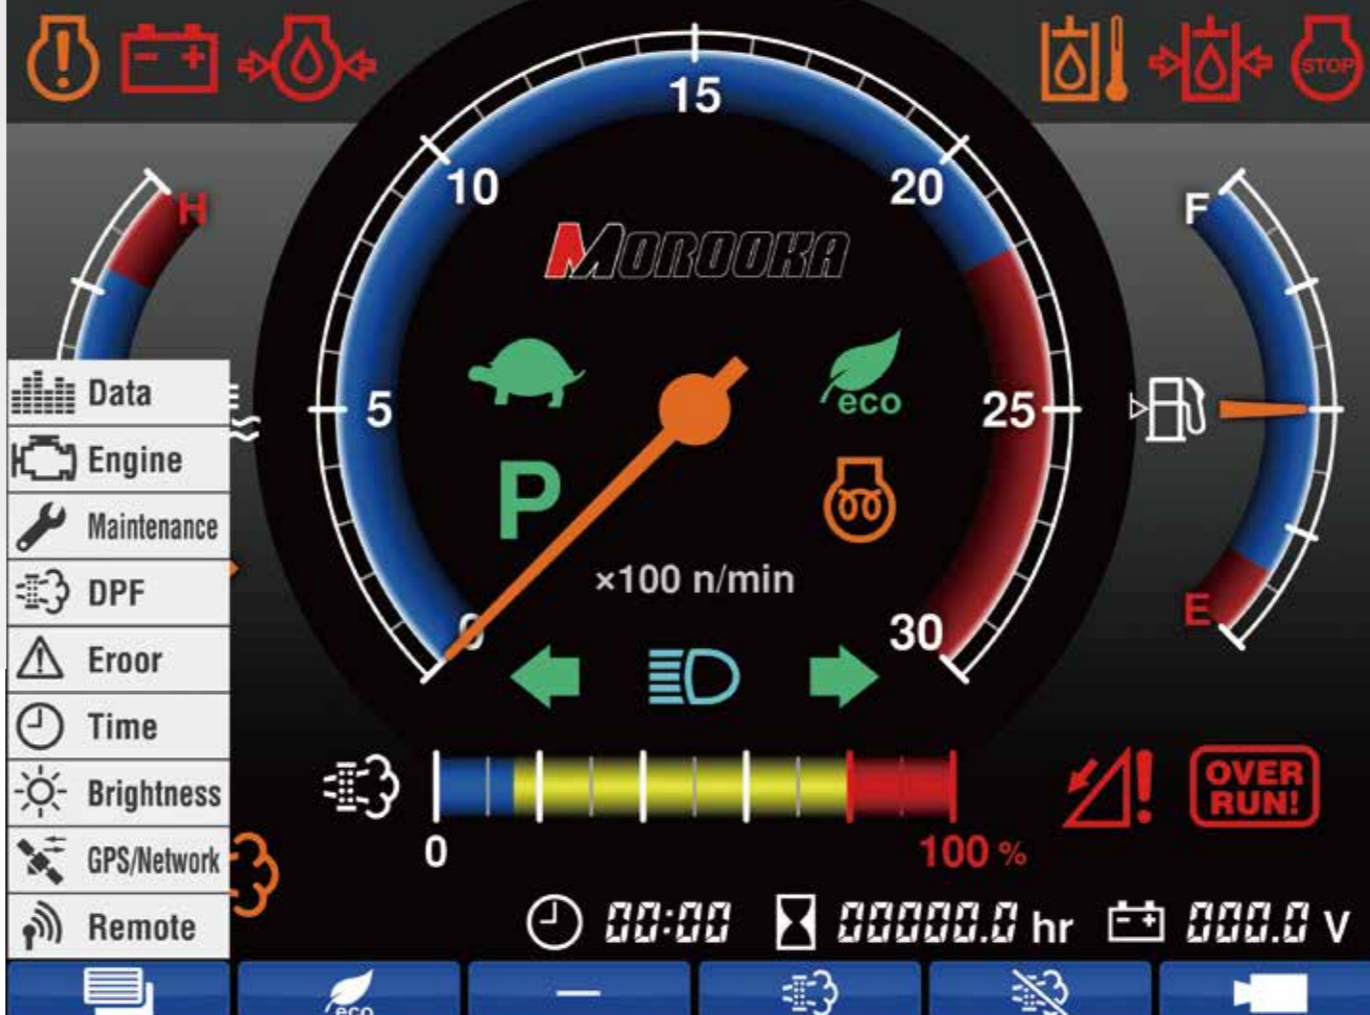 STOP
15
10
20
H
F
MOROOKA
eco
5
25
P
×100 n/min
E
0
30
Data
Engine
Maintenance
DPF
Eroor
Time
Brightness
GPS/Network
Remote
OVER
RUN!
0
100 %
00:00
00000.0 hr
000.0 V
eco